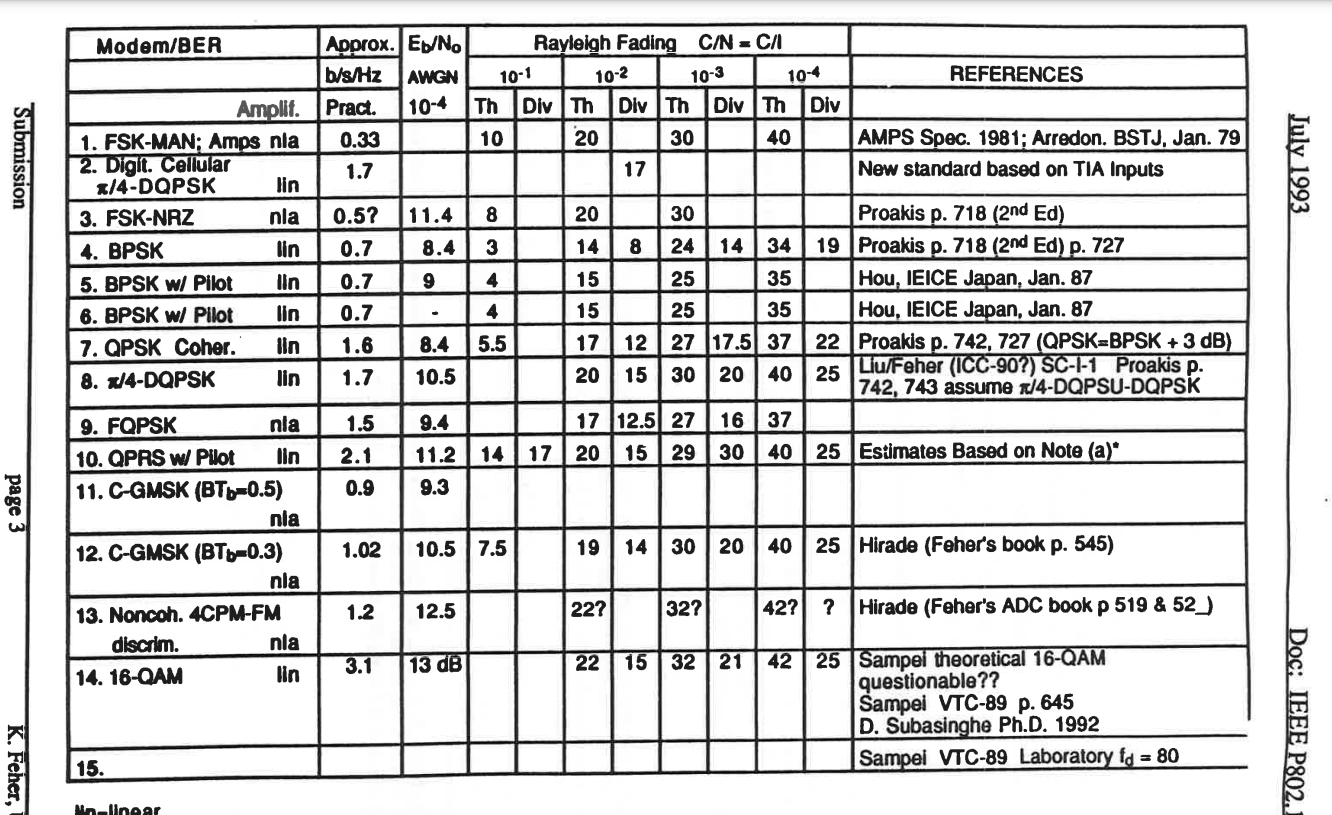 Modem/BER Approx. Eb/No Rayleigh Fading C/N = C/I
b/s/Hz AWGN 10-1 10-2 10-3 10-4 REFERENCES
Amplif. Pract. 10-4 Th Div Th Div Th Div Th Div
1. FSK-MAN; Amps nla 0.33 10 20 30 40 AMPS Spec. 1981; Arredon. BSTJ, Jan. 79
2. Digit. Cellular
π/4-DQPSK lin 1.7 17 New standard based on TIA Inputs
3. FSK-NRZ nla 0.5? 11.4 8 20 30 Proakis p. 718 (2nd Ed)
4. BPSK lin 0.7 8.4 3 14 8 24 14 34 19 Proakis p. 718 (2nd Ed) p. 727
5. BPSK w/ Pilot lin 0.7 9 4 15 25 35 Hou, IEICE Japan, Jan. 87
6. BPSK w/ Pilot lin 0.7 - 4 15 25 35 Hou, IEICE Japan, Jan. 87
7. QPSK Coher. lin 1.6 8.4 5.5 17 12 27 17.5 37 22 Proakis p. 742, 727 (QPSK=BPSK + 3 dB)
8. π/4-DQPSK lin 1.7 10.5 20 15 30 20 40 25 Liu/Feher (ICC-90?) SC-I-1 Proakis p.
742, 743 assume π/4-DQPSU-DQPSK
9. FQPSK nla 1.5 9.4 17 12.5 27 16 37
10. QPRS w/ Pilot lin 2.1 11.2 14 17 20 15 29 30 40 25 Estimates Based on Note (a)*
11. C-GMSK (BTb=0.5) 0.9 9.3
nla
12. C-GMSK (BTb=0.3) 1.02 10.5 7.5 19 14 30 20 40 25 Hirade (Feher's book p. 545)
nla
13. Noncoh. 4CPM-FM 1.2 12.5 22? 32? 42? ? Hirade (Feher's ADC book p 519 & 52_)
discrim. nla
14. 16-QAM lin 3.1 13 dB 22 15 32 21 42 25 Sampei theoretical 16-QAM
questionable??
Sampei VTC-89 p. 645
D. Subasinghe Ph.D. 1992
15. Sampei VTC-89 Laboratory fd = 80
Submission
page 3
K. Feher,
July 1993
Doc: IEEE P802.1